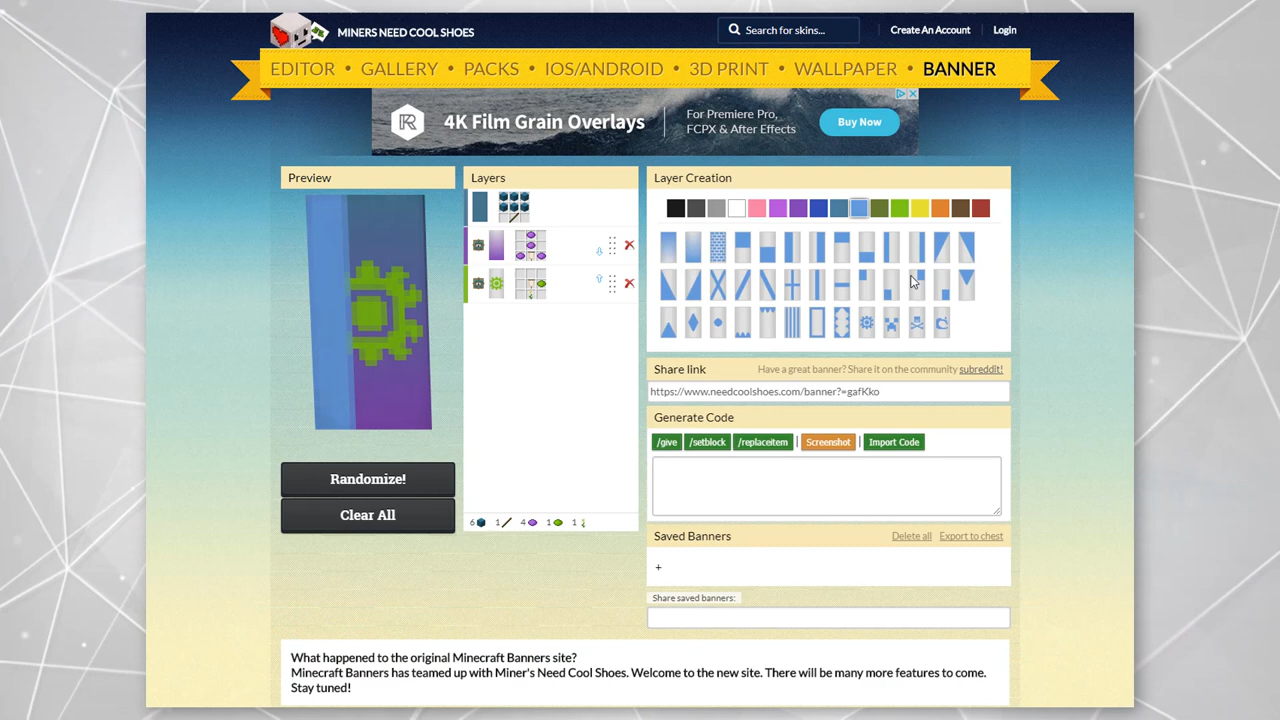 MINERS NEED COOL SHOES
Search for skins...
Create An Account
Login
EDITOR • GALLERY • PACKS • IOS/ANDROID • 3D PRINT • WALLPAPER • BANNER
4K Film Grain Overlays
For Premiere Pro,
FCPX & After Effects
Buy Now
Preview
Layers
Layer Creation
Share link
Have a great banner? Share it on the community subreddit!
https://www.needcoolshoes.com/banner?=gafKko
Generate Code
/give
/setblock
/replaceitem
|
Screenshot
|
Import Code
Randomize!
Clear All
6 1 4 1 1
Saved Banners
Delete all
Export to chest
+
Share saved banners:
What happened to the original Minecraft Banners site?
Minecraft Banners has teamed up with Miner's Need Cool Shoes. Welcome to the new site. There will be many more features to come.
Stay tuned!